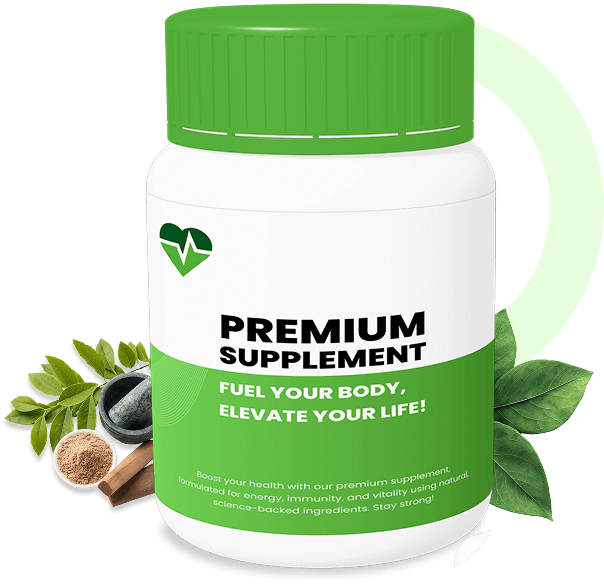 PREMIUM
SUPPLEMENT
FUEL YOUR BODY,
ELEVATE YOUR LIFE!
Boost your health with our premium supplement,
formulated for energy, immunity, and vitality using natural,
science-backed ingredients. Stay strong!